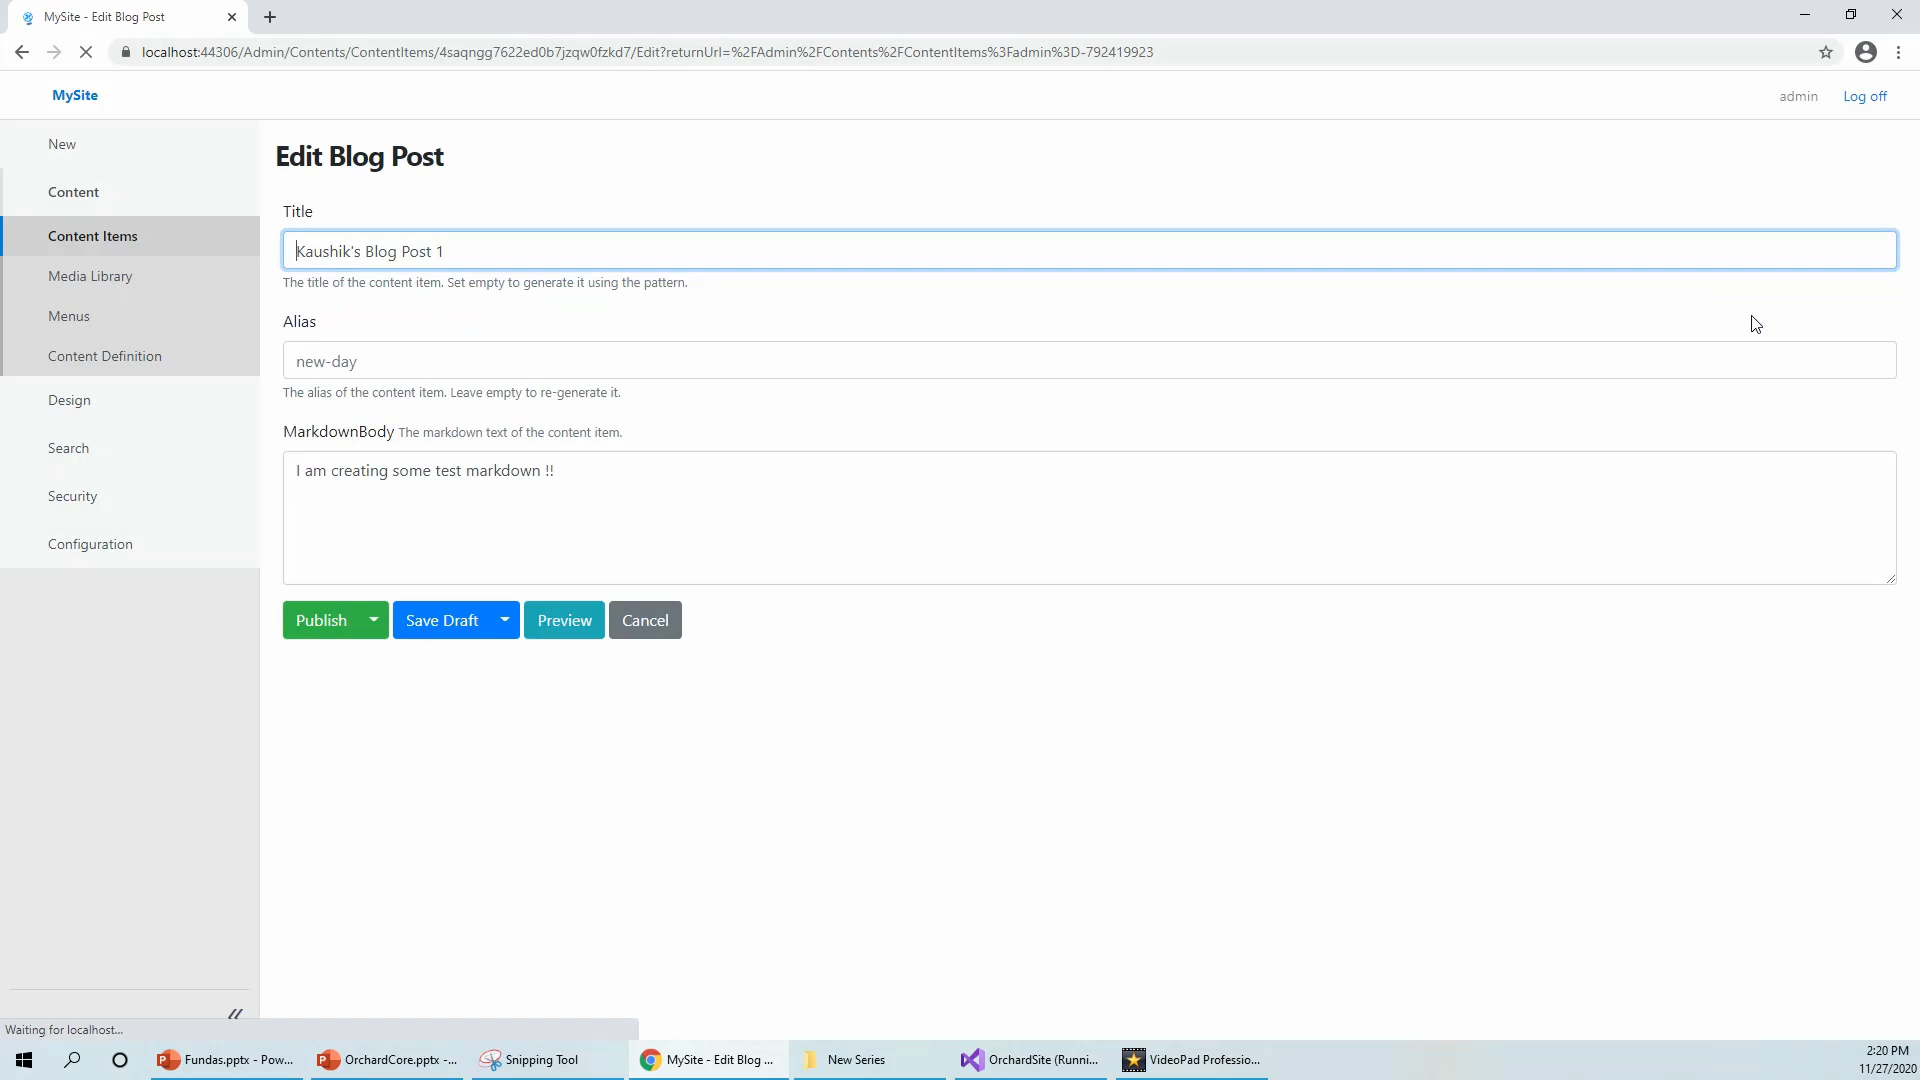 MySite - Edit Blog Post
localhost:44306/Admin/Contents/ContentItems/4saqngg7622ed0b7jzqw0fzkd7/Edit?returnUrl=%2FAdmin%2FContents%2FContentItems%3Fadmin%3D-792419923
MySite
admin
Log off
New
Content
Content Items
Media Library
Menus
Content Definition
Design
Search
Security
Configuration
Edit Blog Post
Title
Kaushik's Blog Post 1
The title of the content item. Set empty to generate it using the pattern.
Alias
new-day
The alias of the content item. Leave empty to re-generate it.
MarkdownBody The markdown text of the content item.
I am creating some test markdown !!
Publish
Save Draft
Preview
Cancel
Waiting for localhost...
Fundas.pptx - Pow...
OrchardCore.pptx -...
Snipping Tool
MySite - Edit Blog ...
New Series
OrchardSite (Runni...
VideoPad Professio...
2:20 PM
11/27/2020